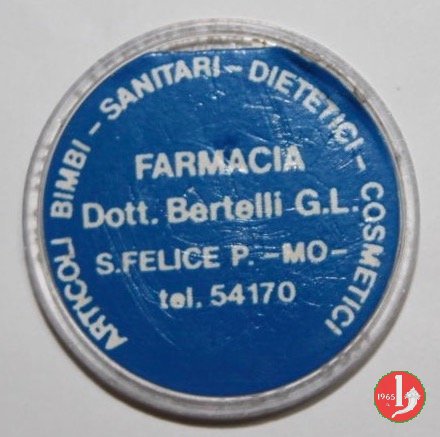 ARTICOLI BIMBI - SANITARI - DIETETICI - COSMETICI
FARMACIA
Dott. Bertelli G.L.
S.FELICE P. -MO-
tel. 54170
1965